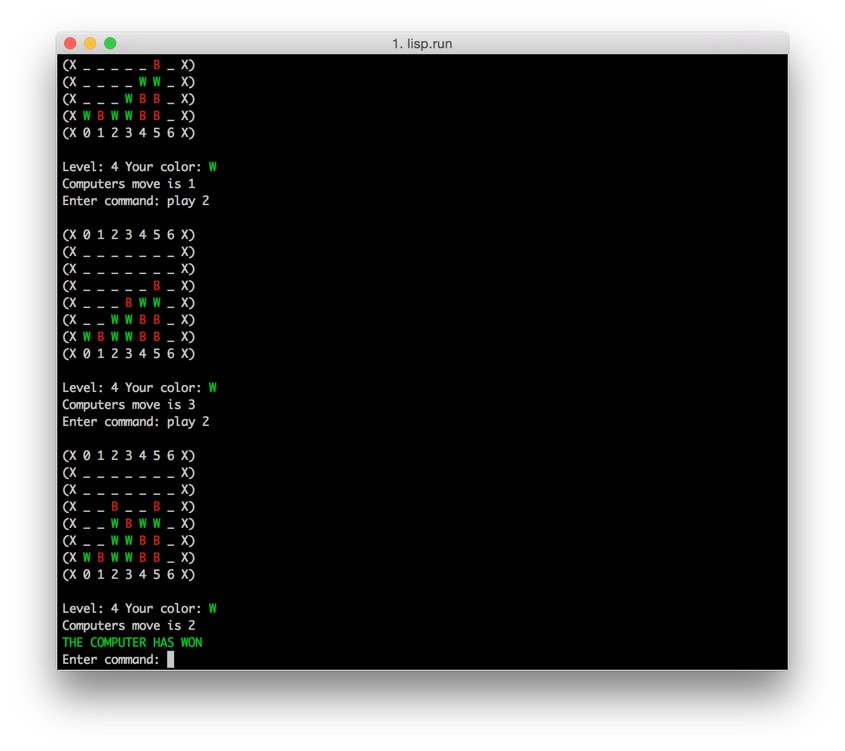 1. lisp.run
(X _ _ _ _ _ B _ X)
(X _ _ _ _ W W _ X)
(X _ _ _ W B B _ X)
(X W B W W B B _ X)
(X 0 1 2 3 4 5 6 X)
Level: 4 Your color: W
Computers move is 1
Enter command: play 2
(X 0 1 2 3 4 5 6 X)
(X _ _ _ _ _ _ _ X)
(X _ _ _ _ _ _ _ X)
(X _ _ _ _ _ B _ X)
(X _ _ _ B W W _ X)
(X _ _ W W B B _ X)
(X W B W W B B _ X)
(X 0 1 2 3 4 5 6 X)
Level: 4 Your color: W
Computers move is 3
Enter command: play 2
(X 0 1 2 3 4 5 6 X)
(X _ _ _ _ _ _ _ X)
(X _ _ _ _ _ _ _ X)
(X _ _ B _ _ B _ X)
(X _ _ W B W W _ X)
(X _ _ W W B B _ X)
(X W B W W B B _ X)
(X 0 1 2 3 4 5 6 X)
Level: 4 Your color: W
Computers move is 2
THE COMPUTER HAS WON
Enter command: